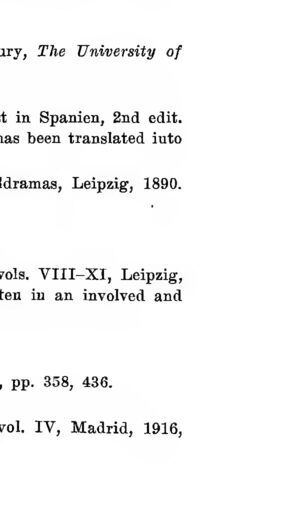 ury, The University of
t in Spanien, 2nd edit.
has been translated iuto
ldramas, Leipzig, 1890.
vols. VIII–XI, Leipzig,
ten in an involved and
, pp. 358, 436.
vol. IV, Madrid, 1916,